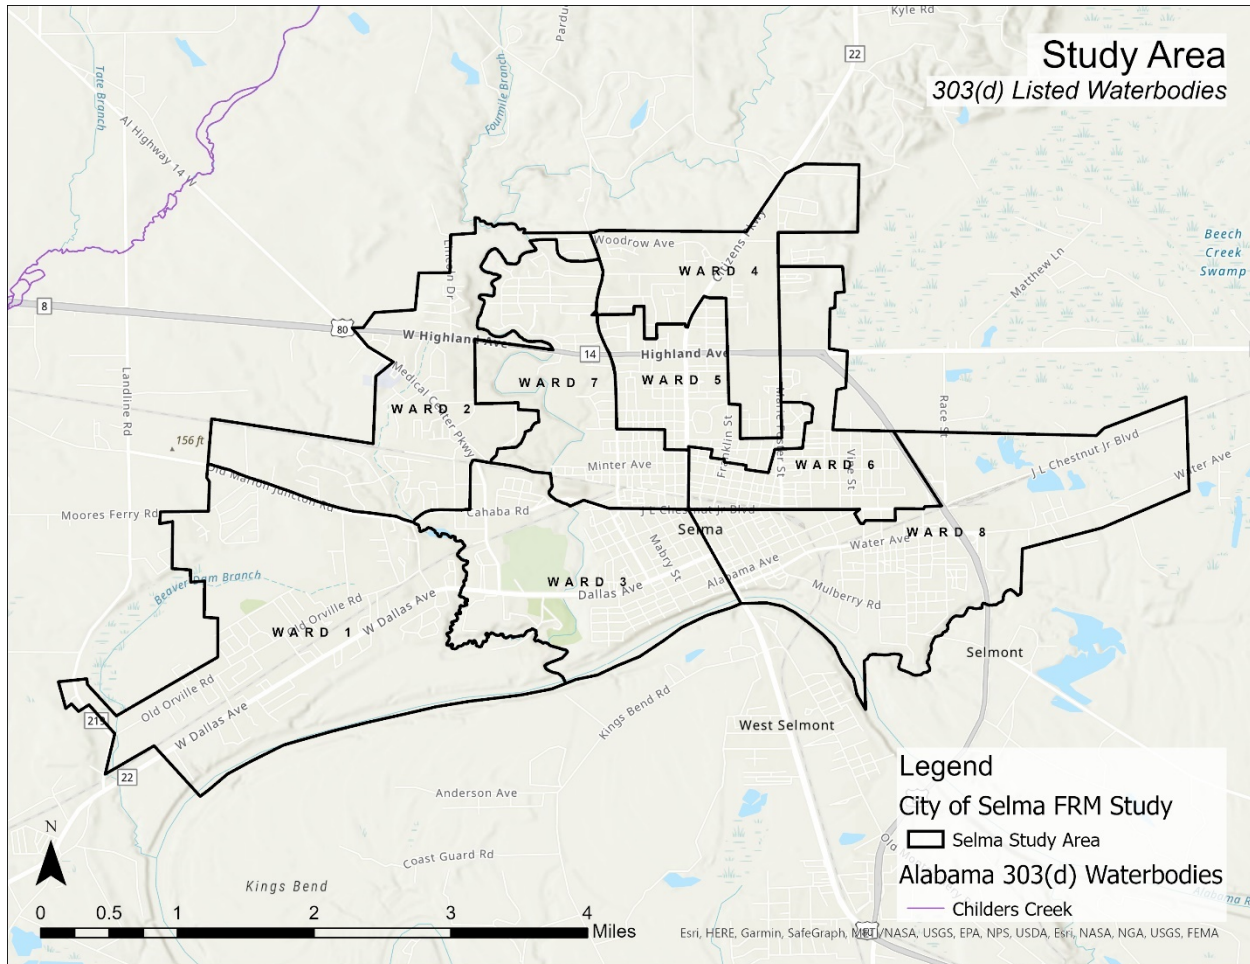 Kyle Rd
Pardu
22
Study Area
303(d) Listed Waterbodies
Tate Branch
Al Highway 14 W
Fourmile Branch
Woodrow Ave
Citizens Pkwy
WARD 4
Beech
Creek
Swamp
Matthew Ln
Lincoln Dr
8
80
W Highland Ave
14
Highland Ave
Landline Rd
Medical Center Pkwy
WARD 7
WARD 5
WARD 2
Race St
156 ft
Franklin St
Marie Foster St
Vine St
J L Chestnut Jr Blvd
Water Ave
Old Marion Junction Rd
Minter Ave
WARD 6
Moores Ferry Rd
Cahaba Rd
J L Chestnut Jr Blvd
Selma
Mabry St
Water Ave
WARD 8
Beaver Dam Branch
WARD 3
Dallas Ave
Alabama Ave
Mulberry Rd
Old Orville Rd
W Dallas Ave
WARD 1
Selmont
Old Orville Rd
W Dallas Ave
219
Kings Bend Rd
West Selmont
22
Anderson Ave
Coast Guard Rd
Kings Bend
N
0 0.5 1 2 3 4 Miles
Legend
City of Selma FRM Study
Selma Study Area
Alabama 303(d) Waterbodies
Childers Creek
Alabama R
Esri, HERE, Garmin, SafeGraph, METI/NASA, USGS, EPA, NPS, USDA, Esri, NASA, NGA, USGS, FEMA